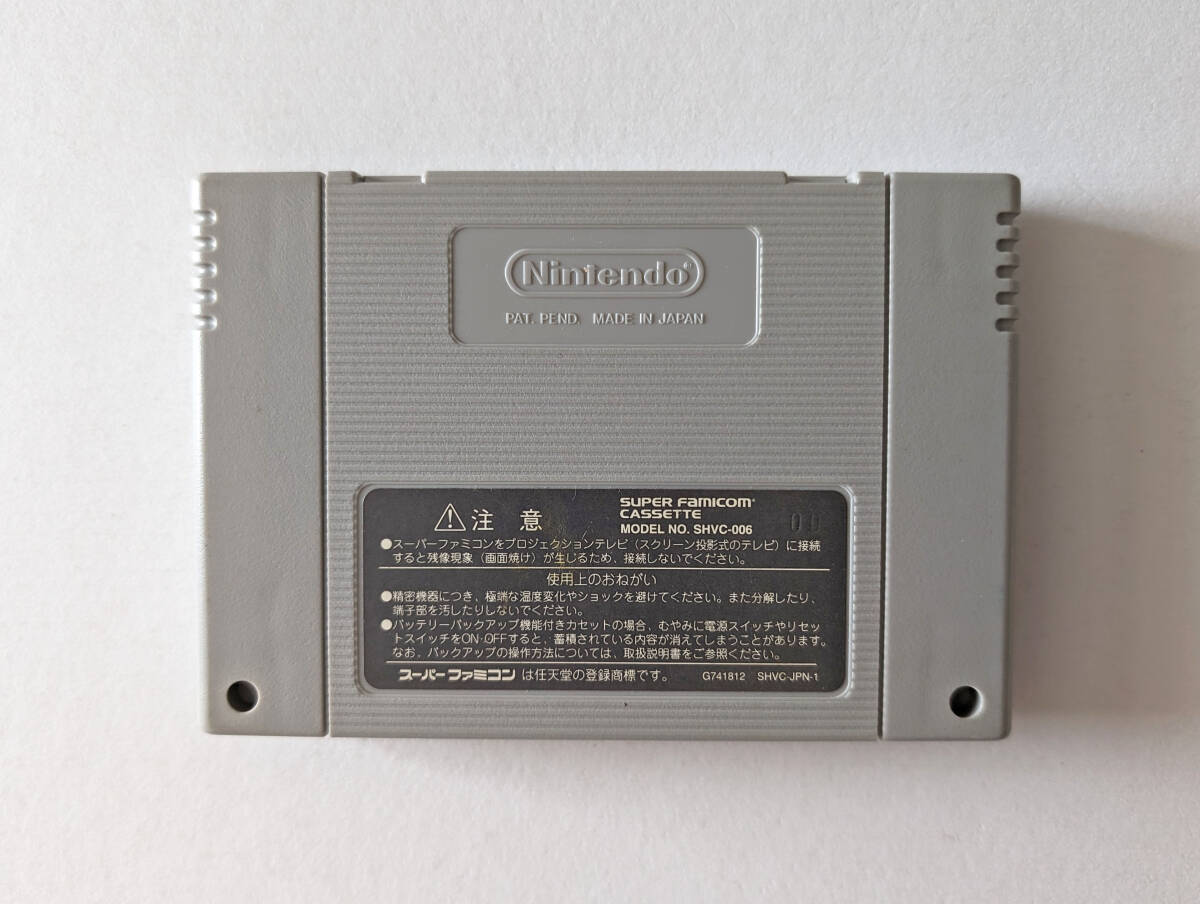 Nintendo®
PAT. PEND. MADE IN JAPAN
⚠注意
SUPER FAMICOM®
CASSETTE
MODEL NO. SHVC-006
00
●スーパーファミコンをプロジェクションテレビ(スクリーン投影式のテレビ)に接続
すると残像現象(画面焼け)が生じるため、接続しないでください。
使用上のおねがい
●精密機器につき、極端な温度変化やショックを避けてください。また分解したり、
端子部を汚したりしないでください。
●バッテリーバックアップ機能付きカセットの場合、むやみに電源スイッチやリセッ
トスイッチをON・OFFすると、蓄積されている内容が消えてしまうことがあります。
なお、バックアップの操作方法については、取扱説明書をご参照ください。
スーパーファミコンは任天堂の登録商標です。 G741812 SHVC-JPN-1